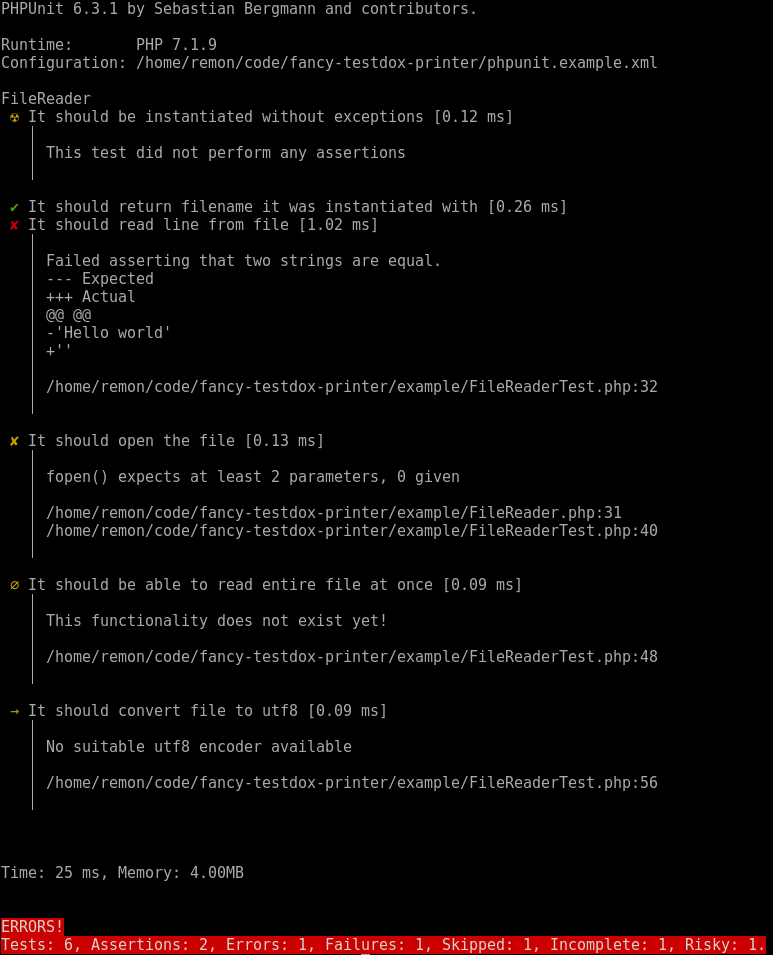 PHPUnit 6.3.1 by Sebastian Bergmann and contributors.
Runtime:       PHP 7.1.9
Configuration: /home/remon/code/fancy-testdox-printer/phpunit.example.xml
FileReader
☢ It should be instantiated without exceptions [0.12 ms]
This test did not perform any assertions
✔ It should return filename it was instantiated with [0.26 ms]
✘ It should read line from file [1.02 ms]
Failed asserting that two strings are equal.
--- Expected
+++ Actual
@@ @@
-'Hello world'
+''
/home/remon/code/fancy-testdox-printer/example/FileReaderTest.php:32
✘ It should open the file [0.13 ms]
fopen() expects at least 2 parameters, 0 given
/home/remon/code/fancy-testdox-printer/example/FileReader.php:31
/home/remon/code/fancy-testdox-printer/example/FileReaderTest.php:40
∅ It should be able to read entire file at once [0.09 ms]
This functionality does not exist yet!
/home/remon/code/fancy-testdox-printer/example/FileReaderTest.php:48
→ It should convert file to utf8 [0.09 ms]
No suitable utf8 encoder available
/home/remon/code/fancy-testdox-printer/example/FileReaderTest.php:56
Time: 25 ms, Memory: 4.00MB
ERRORS!
Tests: 6, Assertions: 2, Errors: 1, Failures: 1, Skipped: 1, Incomplete: 1, Risky: 1.